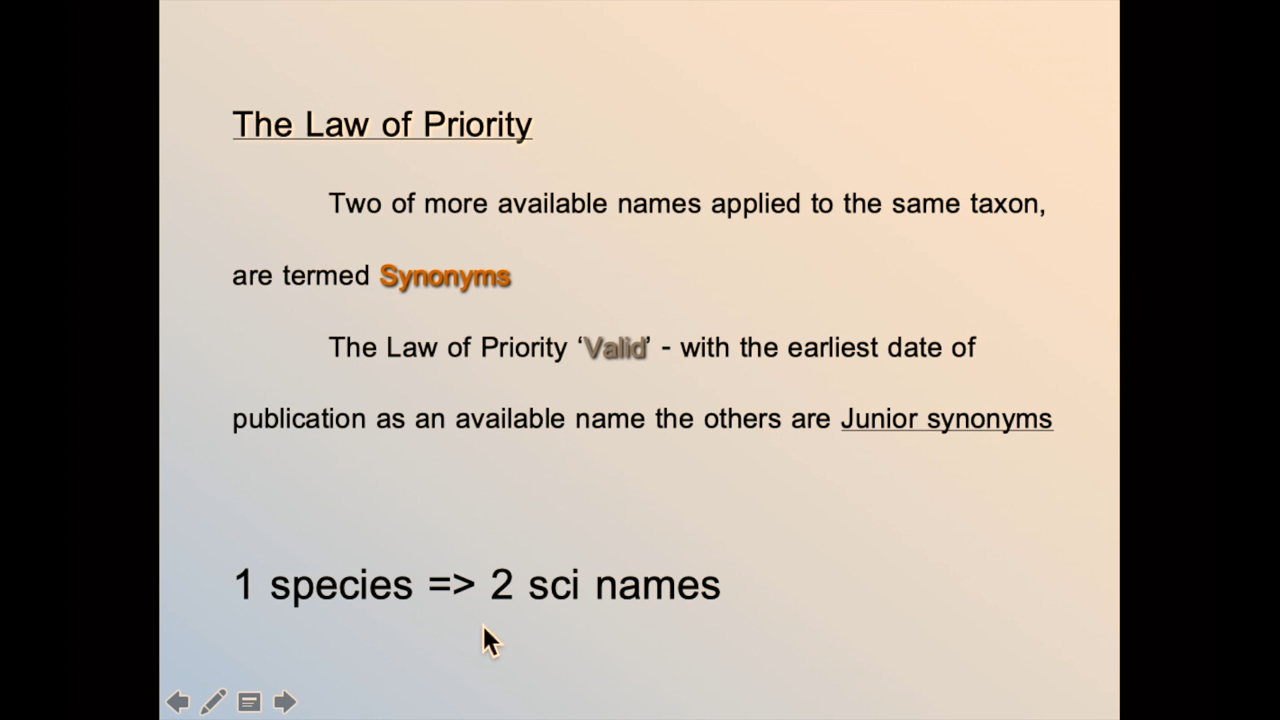 The Law of Priority
Two of more available names applied to the same taxon,
are termed Synonyms
The Law of Priority ‘Valid’ - with the earliest date of
publication as an available name the others are Junior synonyms
1 species => 2 sci names